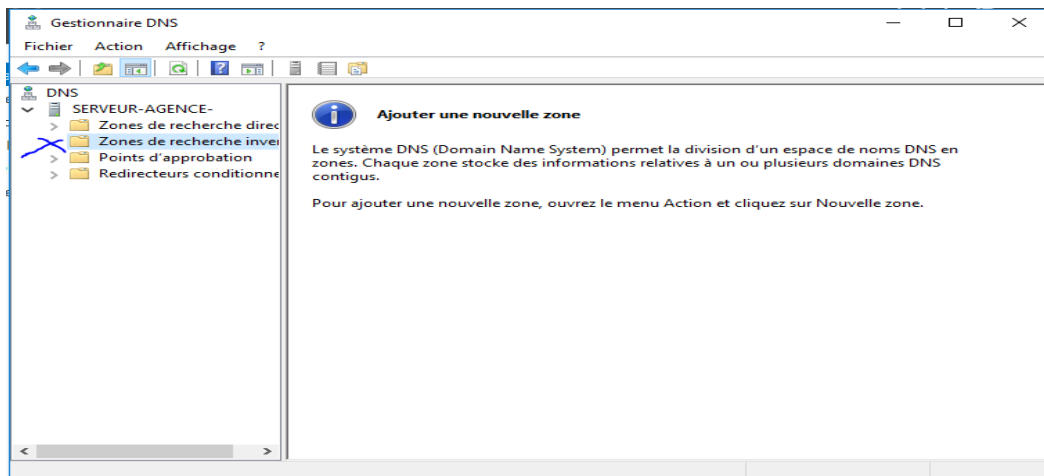 Gestionnaire DNS
Fichier Action Affichage ?
DNS
SERVEUR-AGENCE-
Zones de recherche direc
Zones de recherche inver
Points d'approbation
Redirecteurs conditionne
Ajouter une nouvelle zone
Le système DNS (Domain Name System) permet la division d'un espace de noms DNS en
zones. Chaque zone stocke des informations relatives à un ou plusieurs domaines DNS
contigus.
Pour ajouter une nouvelle zone, ouvrez le menu Action et cliquez sur Nouvelle zone.